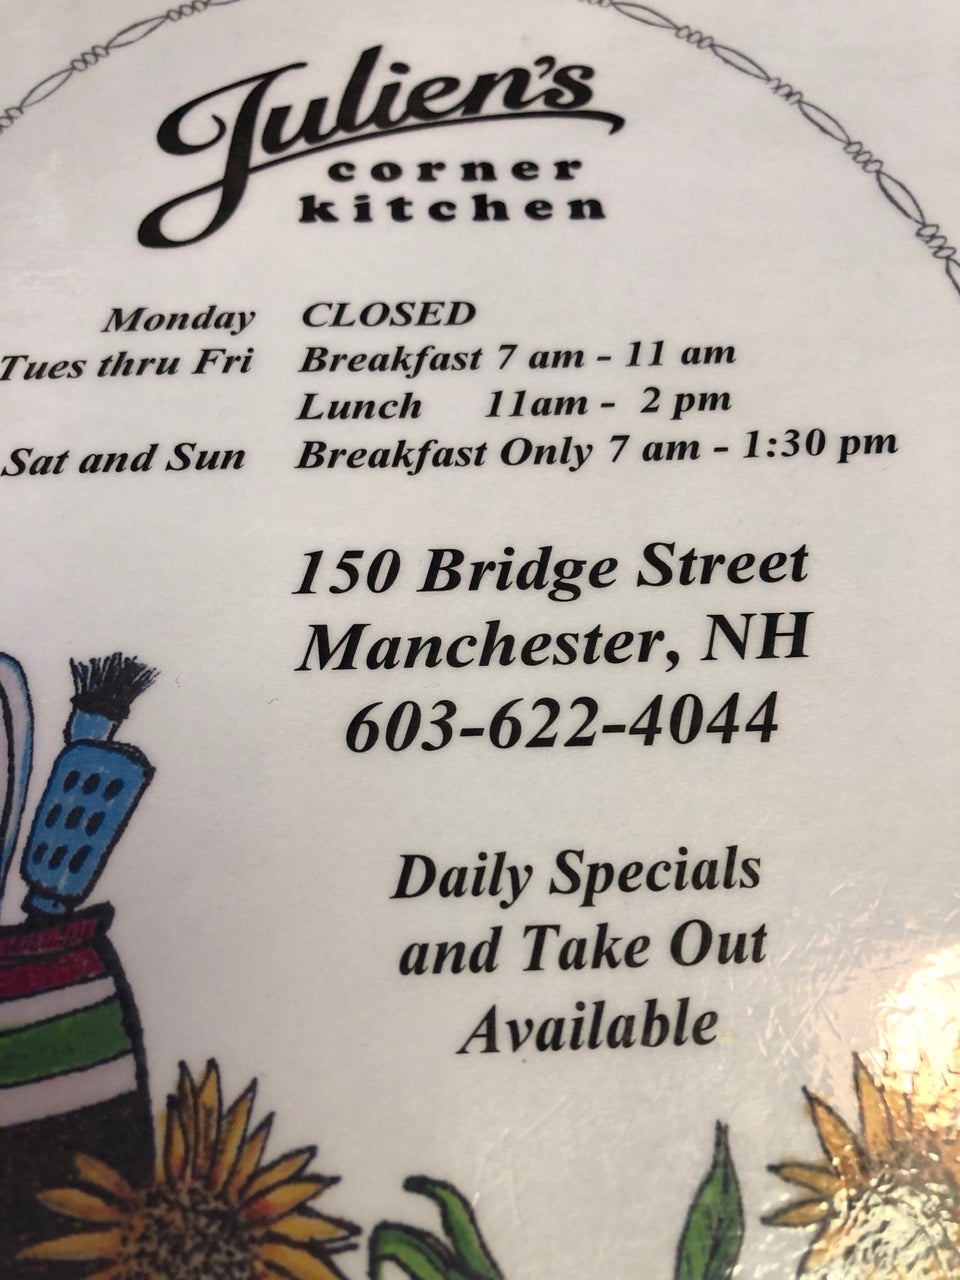 Julien's
corner
kitchen
Monday CLOSED
Tues thru Fri Breakfast 7 am - 11 am
Lunch 11am - 2 pm
Sat and Sun Breakfast Only 7 am - 1:30 pm
150 Bridge Street
Manchester, NH
603-622-4044
Daily Specials
and Take Out
Available